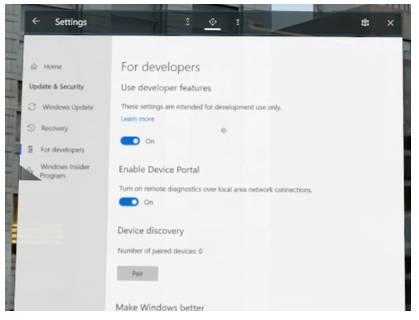 Settings
Home
Update & Security
Windows Update
Recovery
For developers
Windows Insider
Program
For developers
Use developer features
These settings are intended for development use only.
Learn more
On
Enable Device Portal
Turn on remote diagnostics over local area network connections.
On
Device discovery
Number of paired devices: 0
Pair
Make Windows better